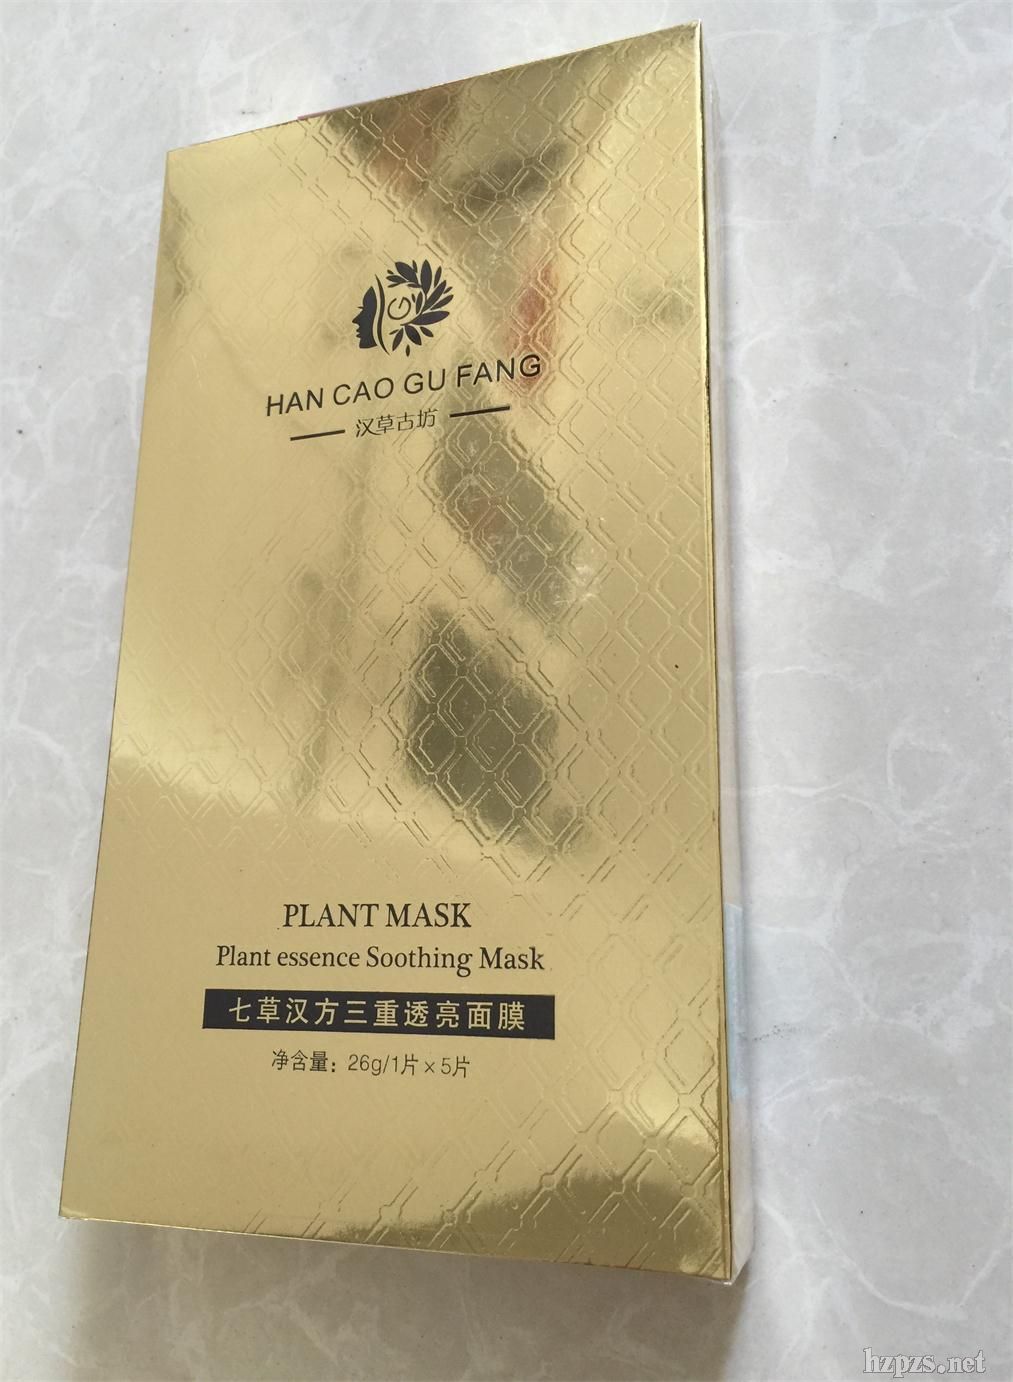 HAN CAO GU FANG
汉草古坊
PLANT MASK
Plant essence Soothing Mask
七草汉方三重透亮面膜
净含量：26g/1片×5片
hzpzs.net